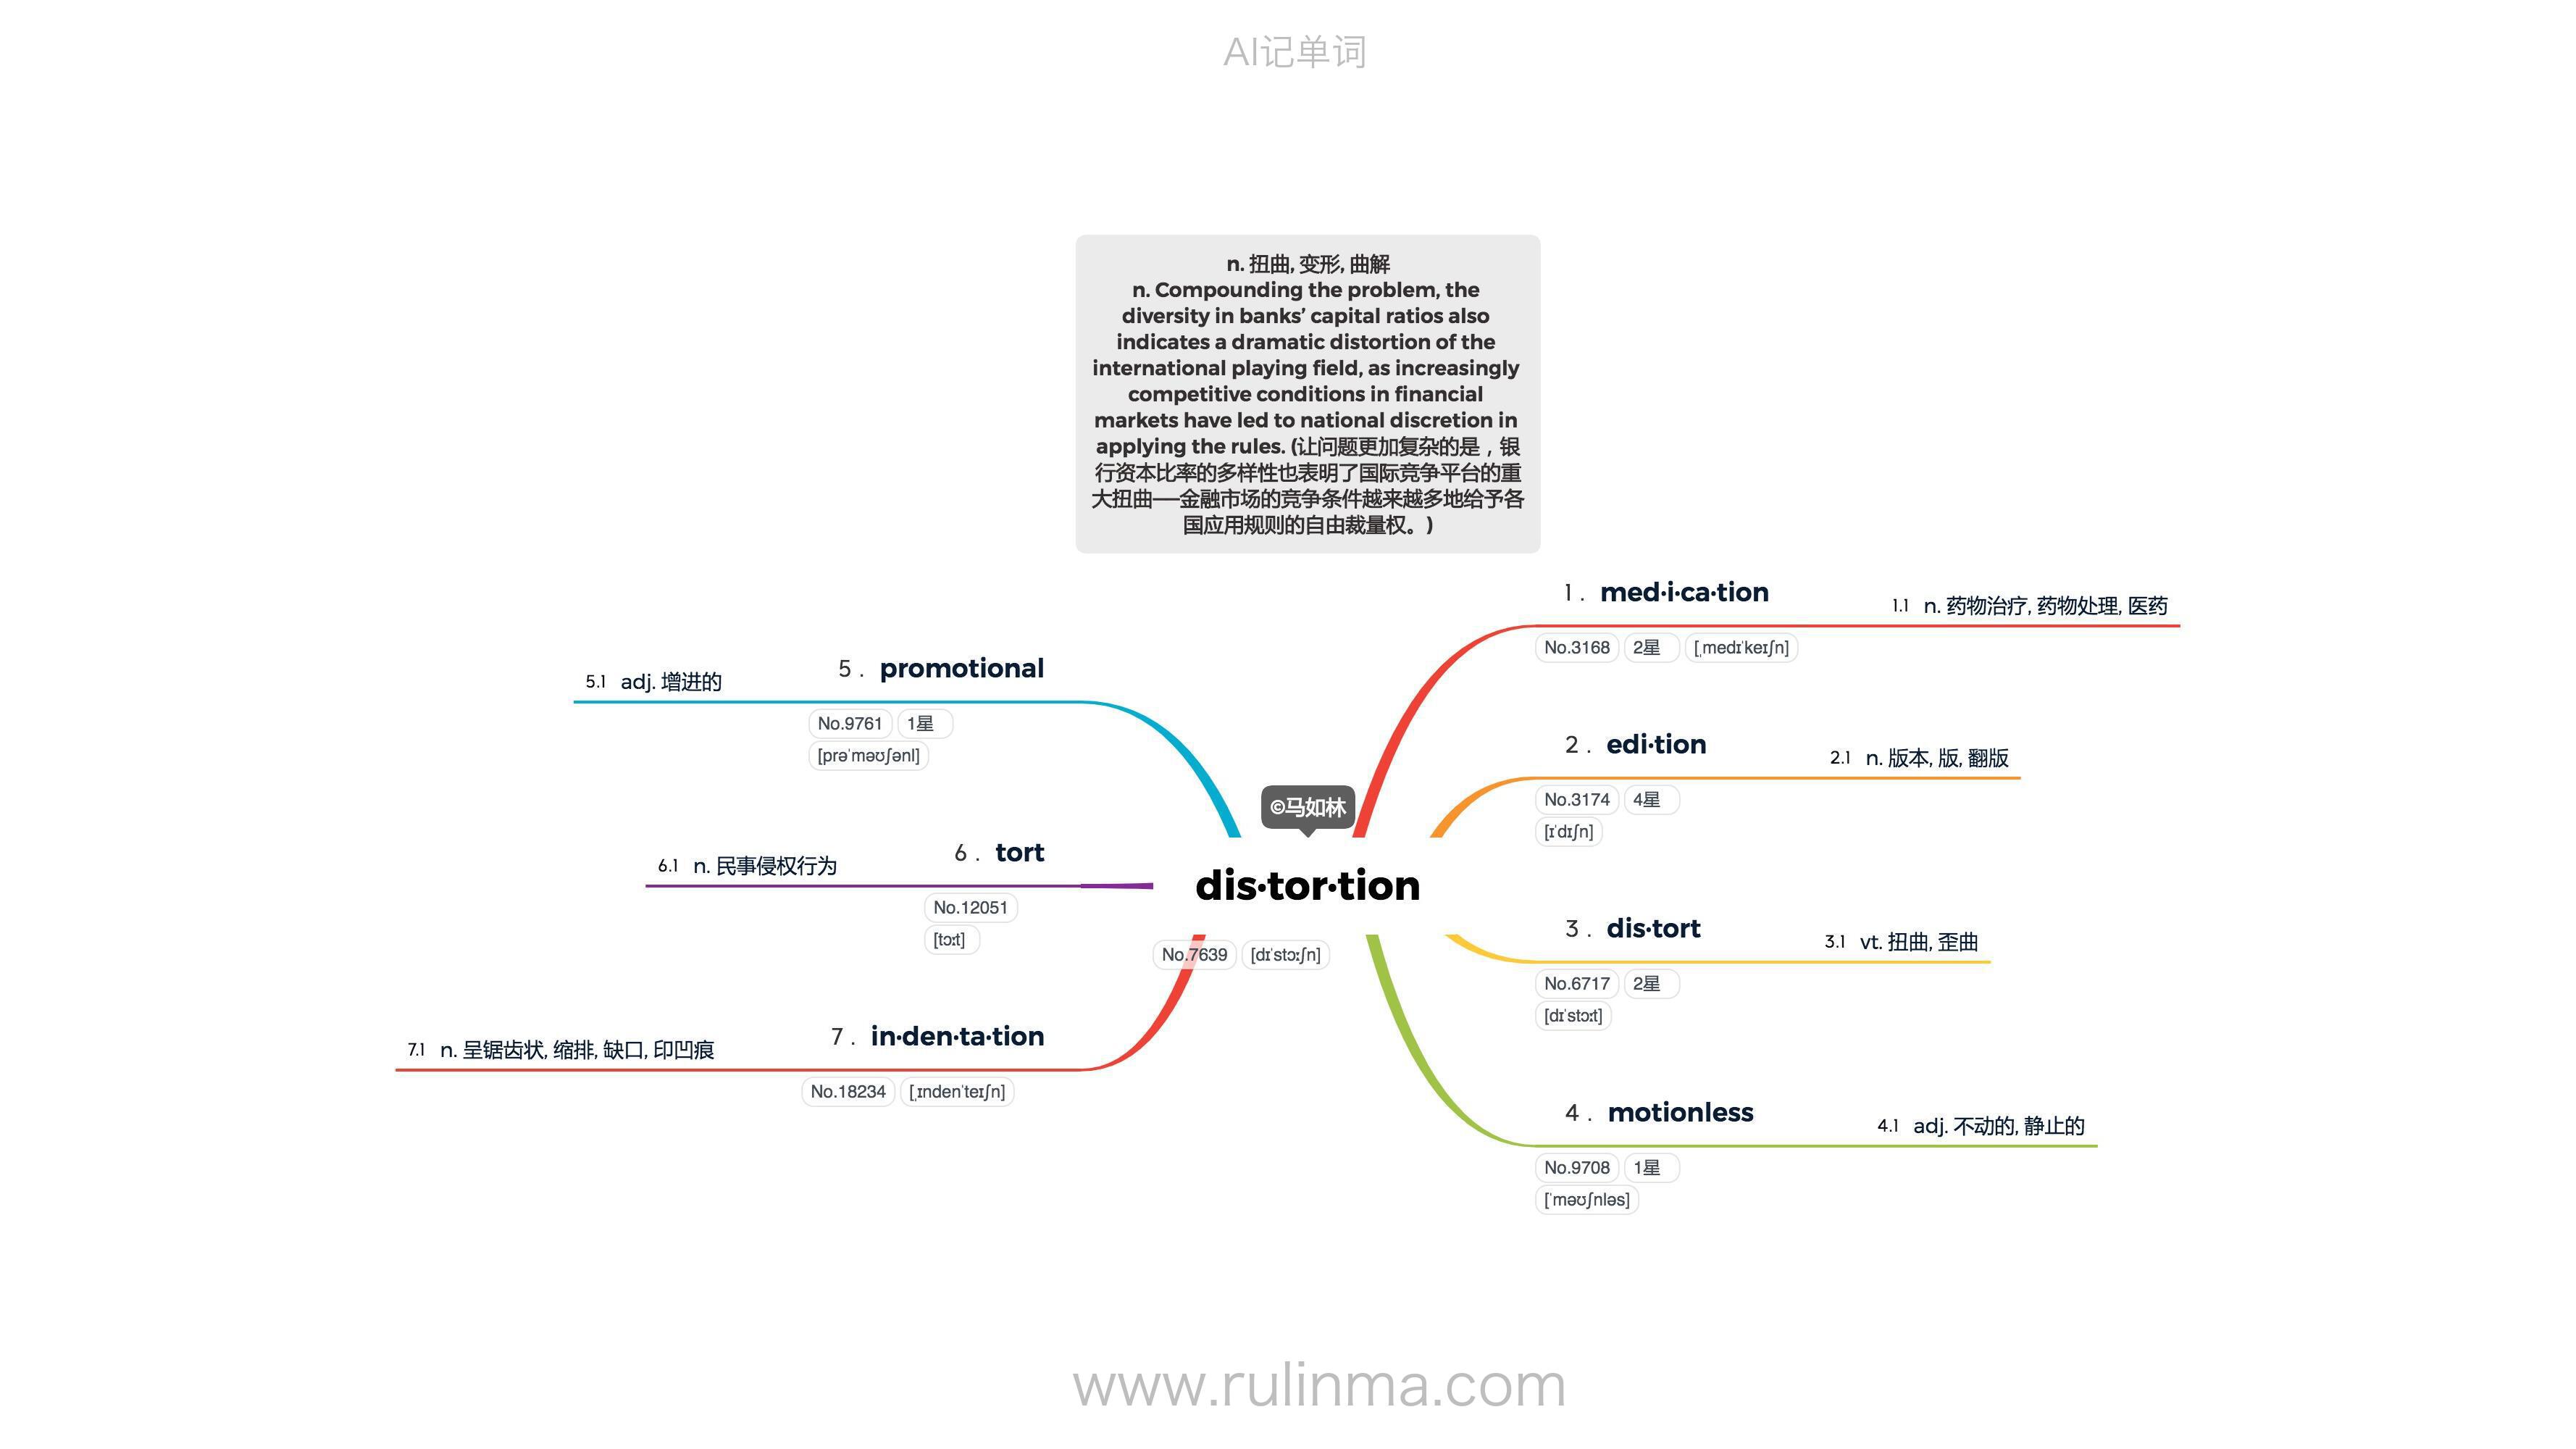 AI记单词
n. 扭曲, 变形, 曲解
n. Compounding the problem, the
diversity in banks’ capital ratios also
indicates a dramatic distortion of the
international playing field, as increasingly
competitive conditions in financial
markets have led to national discretion in
applying the rules. (让问题更加复杂的是，银
行资本比率的多样性也表明了国际竞争平台的重
大扭曲──金融市场的竞争条件越来越多地给予各
国应用规则的自由裁量权。)
©马如林
dis·tor·tion
No.7639 [dɪˈstɔːʃn]
1 . med·i·ca·tion
1.1 n. 药物治疗, 药物处理, 医药
No.3168 2星 [ˌmedɪˈkeɪʃn]
2 . edi·tion
2.1 n. 版本, 版, 翻版
No.3174 4星
[ɪˈdɪʃn]
3 . dis·tort
3.1 vt. 扭曲, 歪曲
No.6717 2星
[dɪˈstɔːt]
4 . motionless
4.1 adj. 不动的, 静止的
No.9708 1星
[ˈməʊʃnləs]
5 . promotional
5.1 adj. 增进的
No.9761 1星
[prəˈməʊʃənl]
6 . tort
6.1 n. 民事侵权行为
No.12051
[tɔːt]
7 . in·den·ta·tion
7.1 n. 呈锯齿状, 缩排, 缺口, 印凹痕
No.18234 [ˌɪndenˈteɪʃn]
www.rulinma.com